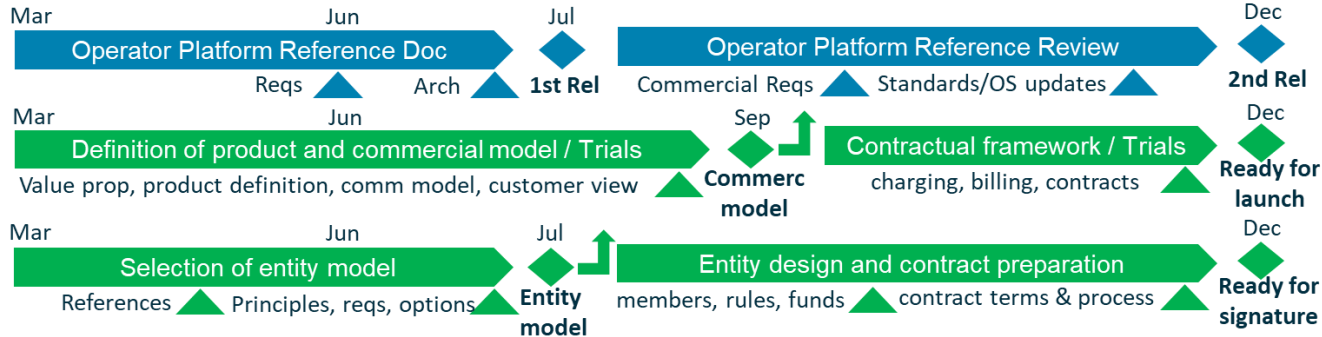 Mar Jun Jul Dec
Operator Platform Reference Doc Operator Platform Reference Review
Reqs Arch 1st Rel Commercial Reqs Standards/OS updates 2nd Rel
Mar Jun Sep Dec
Definition of product and commercial model / Trials Contractual framework / Trials
Value prop, product definition, comm model, customer view Commerc charging, billing, contracts Ready for
model launch
Mar Jun Jul Dec
Selection of entity model Entity design and contract preparation
References Principles, reqs, options Entity members, rules, funds contract terms & process Ready for
model signature